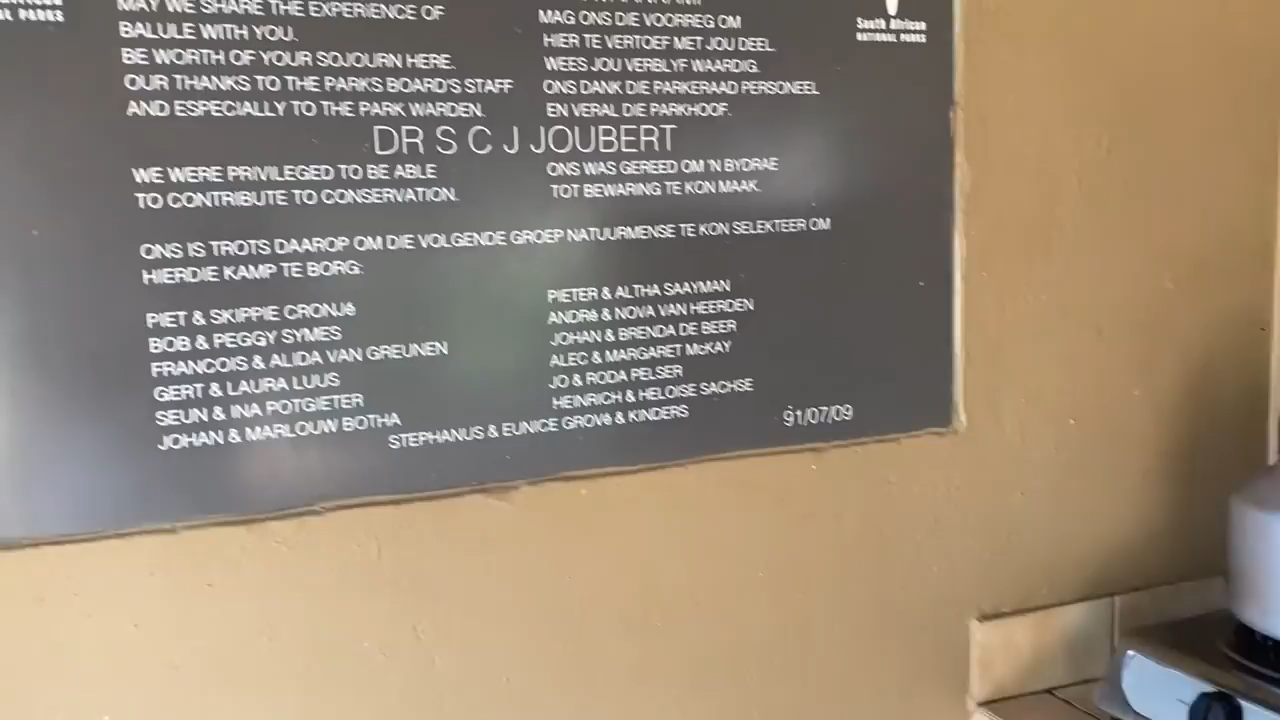 MAY WE SHARE THE EXPERIENCE OF
BALULE WITH YOU.
BE WORTH OF YOUR SOJOURN HERE.
OUR THANKS TO THE PARKS BOARD'S STAFF
AND ESPECIALLY TO THE PARK WARDEN.
MAG ONS DIE VOORREG OM
HIER TE VERTOEF MET JOU DEEL.
WEES JOU VERBLYF WAARDIG.
ONS DANK DIE PARKERAAD PERSONEEL
EN VERAL DIE PARKHOOF.
South African
NATIONAL PARKS
DR S C J JOUBERT
WE WERE PRIVILEGED TO BE ABLE
TO CONTRIBUTE TO CONSERVATION.
ONS WAS GEREED OM 'N BYDRAE
TOT BEWARING TE KON MAAK.
ONS IS TROTS DAAROP OM DIE VOLGENDE GROEP NATUURMENSE TE KON SELEKTEER OM
HIERDIE KAMP TE BORG:
PIET & SKIPPIE CRONJé
BOB & PEGGY SYMES
FRANCOIS & ALIDA VAN GREUNEN
GERT & LAURA LUUS
SEUN & INA POTGIETER
JOHAN & MARLOUW BOTHA
PIETER & ALTHA SAAYMAN
ANDRé & NOVA VAN HEERDEN
JOHAN & BRENDA DE BEER
ALEC & MARGARET McKAY
JO & RODA PELSER
HEINRICH & HELOISE SACHSE
STEPHANUS & EUNICE GROVé & KINDERS
91/07/09